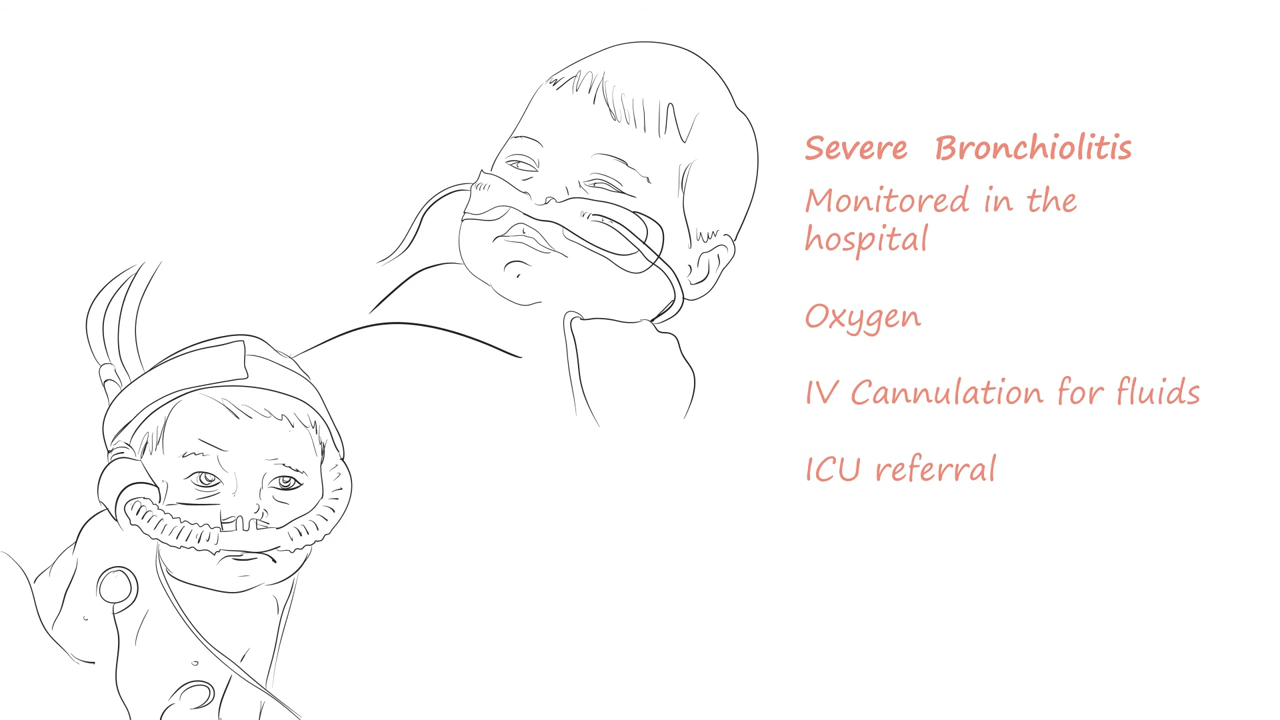 Severe Bronchiolitis
Monitored in the
hospital
Oxygen
IV Cannulation for fluids
ICU referral